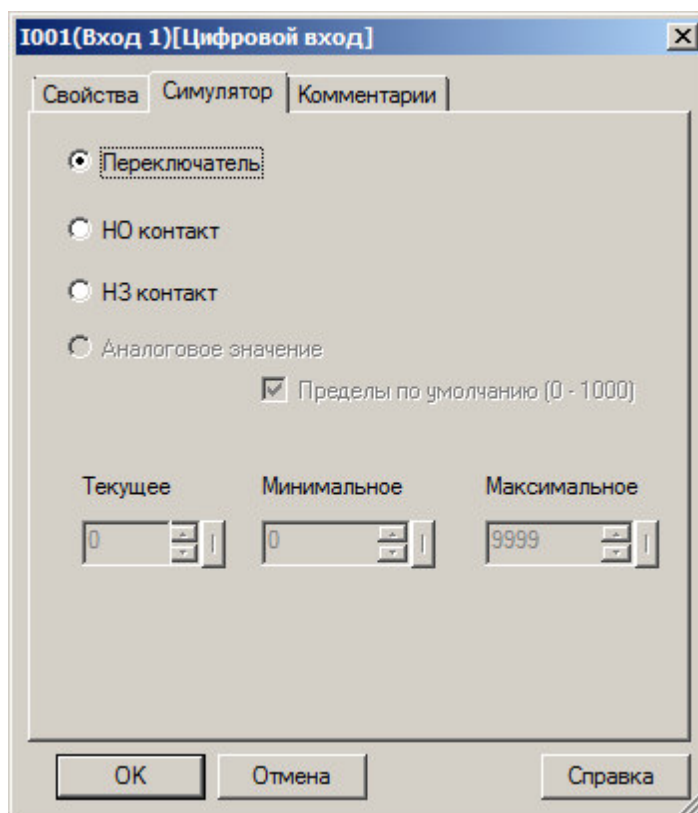 I001(Вход 1)[Цифровой вход]
Свойства Симулятор Комментарии
Переключатель
НО контакт
НЗ контакт
Аналоговое значение
Пределы по умолчанию (0 - 1000)
Текущее Минимальное Максимальное
0 0 9999
OK Отмена Справка